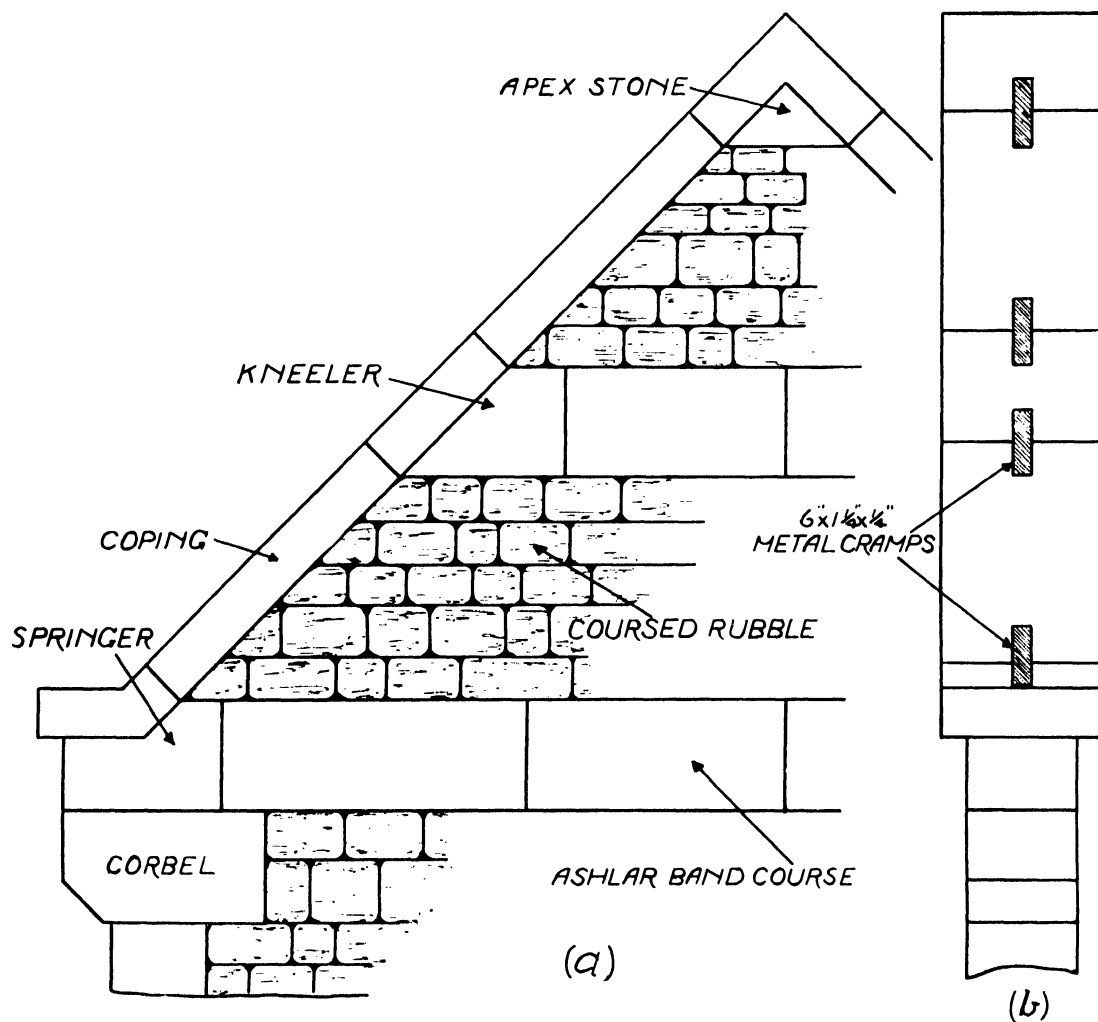 APEX STONE
KNEELER
COPING
6"x1¼"x¼"
METAL CRAMPS
SPRINGER
COURSED RUBBLE
CORBEL
ASHLAR BAND COURSE
(a)
(b)